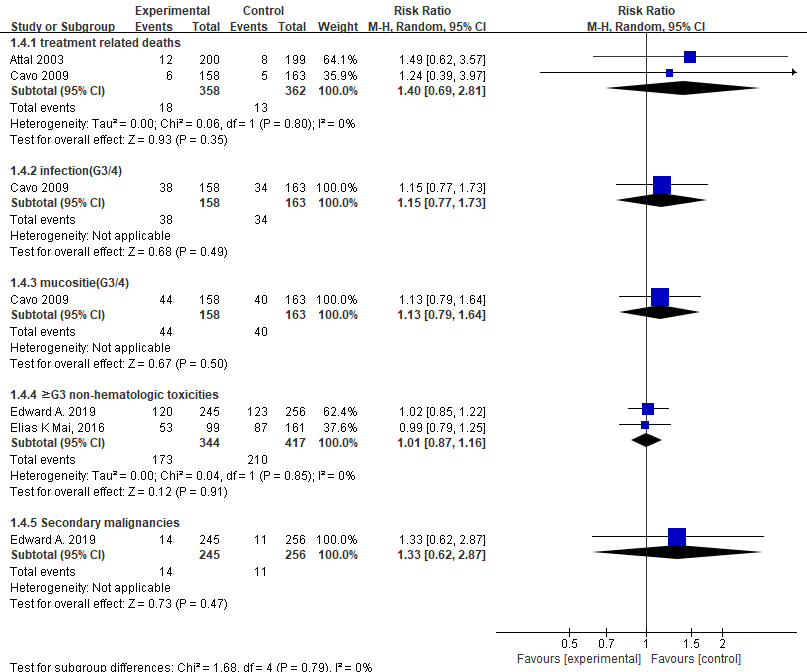 Experimental Control Risk Ratio Risk Ratio
Study or Subgroup Events Total Events Total Weight M-H, Random, 95% CI M-H, Random, 95% CI
1.4.1 treatment related deaths
Attal 2003 12 200 8 199 64.1% 1.49 [0.62, 3.57]
Cavo 2009 6 158 5 163 35.9% 1.24 [0.39, 3.97]
Subtotal (95% CI) 358 362 100.0% 1.40 [0.69, 2.81]
Total events 18 13
Heterogeneity: Tau² = 0.00; Chi² = 0.06, df = 1 (P = 0.80); I² = 0%
Test for overall effect: Z = 0.93 (P = 0.35)
1.4.2 infection(G3/4)
Cavo 2009 38 158 34 163 100.0% 1.15 [0.77, 1.73]
Subtotal (95% CI) 158 163 100.0% 1.15 [0.77, 1.73]
Total events 38 34
Heterogeneity: Not applicable
Test for overall effect: Z = 0.68 (P = 0.49)
1.4.3 mucositie(G3/4)
Cavo 2009 44 158 40 163 100.0% 1.13 [0.79, 1.64]
Subtotal (95% CI) 158 163 100.0% 1.13 [0.79, 1.64]
Total events 44 40
Heterogeneity: Not applicable
Test for overall effect: Z = 0.67 (P = 0.50)
1.4.4 ≥G3 non-hematologic toxicities
Edward A. 2019 120 245 123 256 62.4% 1.02 [0.85, 1.22]
Elias K Mai, 2016 53 99 87 161 37.6% 0.99 [0.79, 1.25]
Subtotal (95% CI) 344 417 100.0% 1.01 [0.87, 1.16]
Total events 173 210
Heterogeneity: Tau² = 0.00; Chi² = 0.04, df = 1 (P = 0.85); I² = 0%
Test for overall effect: Z = 0.12 (P = 0.91)
1.4.5 Secondary malignancies
Edward A. 2019 14 245 11 256 100.0% 1.33 [0.62, 2.87]
Subtotal (95% CI) 245 256 100.0% 1.33 [0.62, 2.87]
Total events 14 11
Heterogeneity: Not applicable
Test for overall effect: Z = 0.73 (P = 0.47)
0.5 0.7 1 1.5 2
Favours [experimental] Favours [control]
Test for subgroup differences: Chi² = 1.68, df = 4 (P = 0.79), I² = 0%